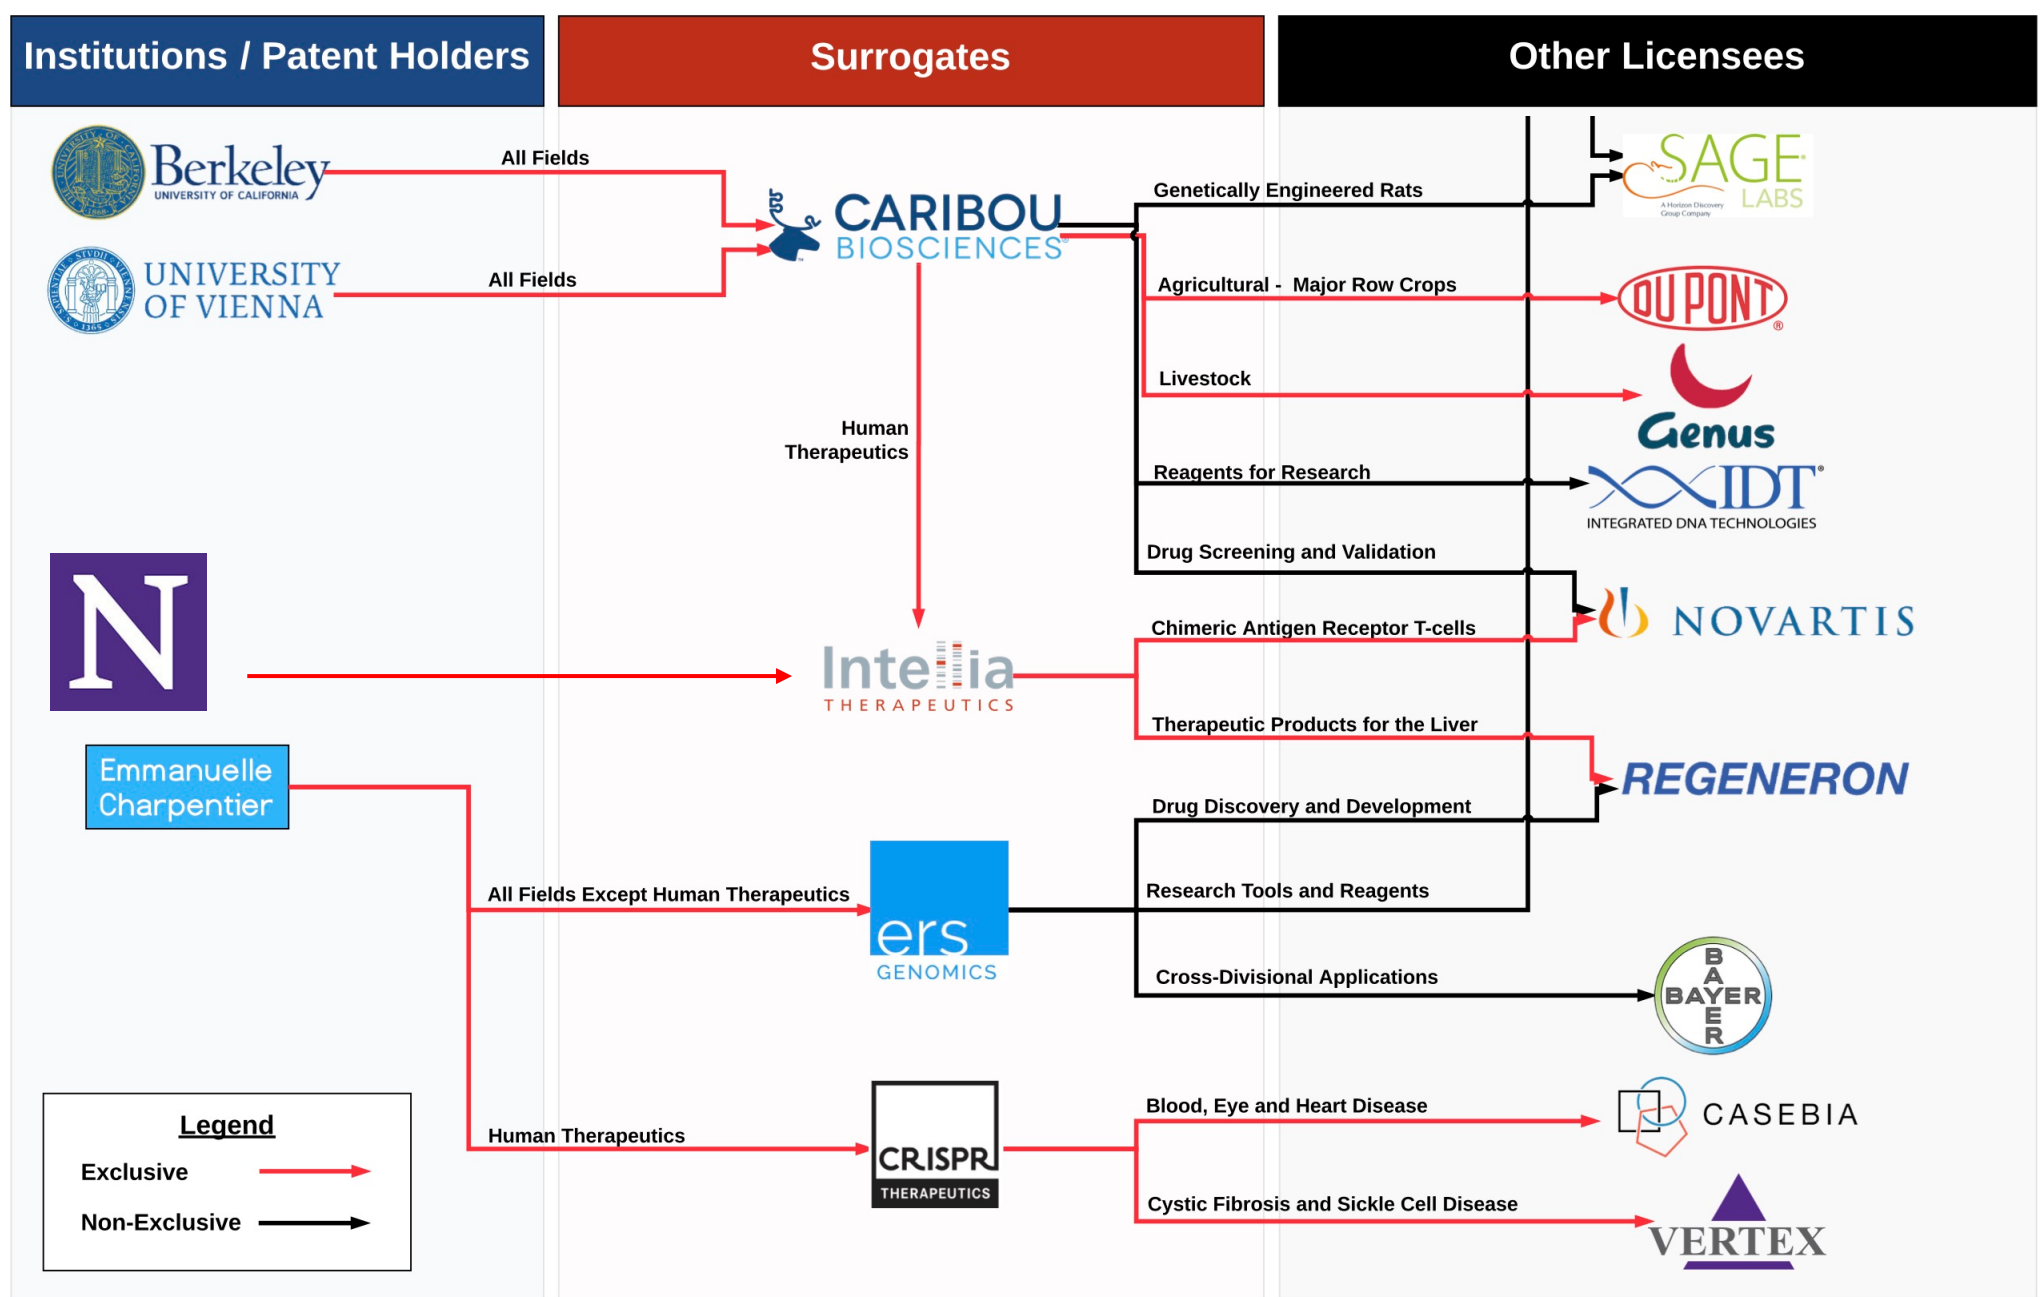 Institutions / Patent Holders
Surrogates
Other Licensees
Berkeley
UNIVERSITY OF CALIFORNIA
All Fields
UNIVERSITY
OF VIENNA
All Fields
CARIBOU
BIOSCIENCES
Genetically Engineered Rats
SAGE
LABS
A Horizon Discovery
Group Company
Agricultural - Major Row Crops
DU PONT
Livestock
Genus
Human
Therapeutics
Reagents for Research
IDT
INTEGRATED DNA TECHNOLOGIES
Drug Screening and Validation
NOVARTIS
N
Intellia
THERAPEUTICS
Chimeric Antigen Receptor T-cells
Therapeutic Products for the Liver
REGENERON
Emmanuelle
Charpentier
Drug Discovery and Development
All Fields Except Human Therapeutics
ers
GENOMICS
Research Tools and Reagents
Cross-Divisional Applications
BAYER
BAYER
Human Therapeutics
CRISPR
THERAPEUTICS
Blood, Eye and Heart Disease
CASEBIA
Cystic Fibrosis and Sickle Cell Disease
VERTEX
Legend
Exclusive
Non-Exclusive